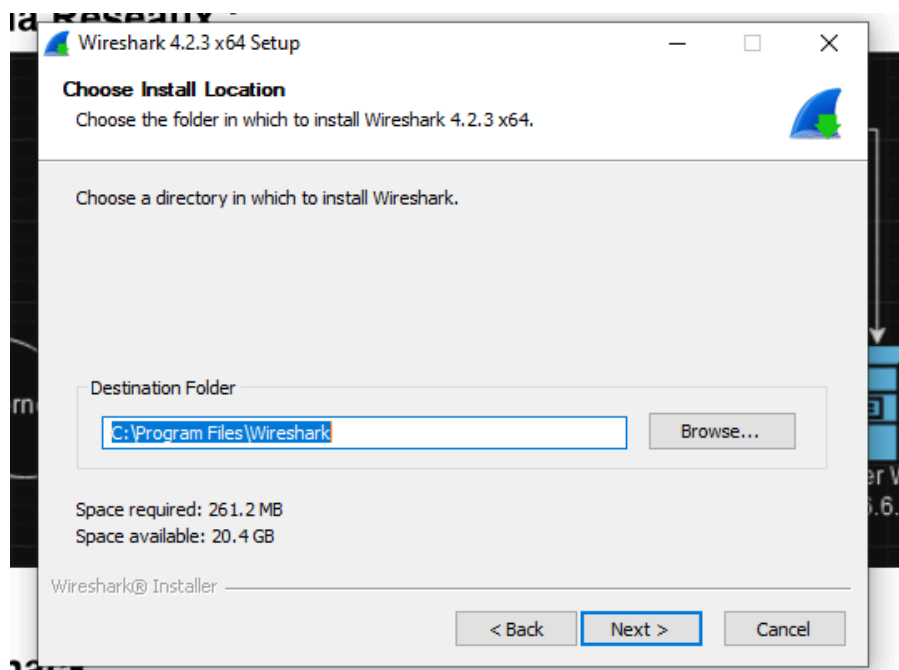 Réseaux
Wireshark 4.2.3 x64 Setup
Choose Install Location
Choose the folder in which to install Wireshark 4.2.3 x64.
Choose a directory in which to install Wireshark.
Destination Folder
C:\Program Files\Wireshark
Browse...
Space required: 261.2 MB
Space available: 20.4 GB
Wireshark® Installer
< Back
Next >
Cancel